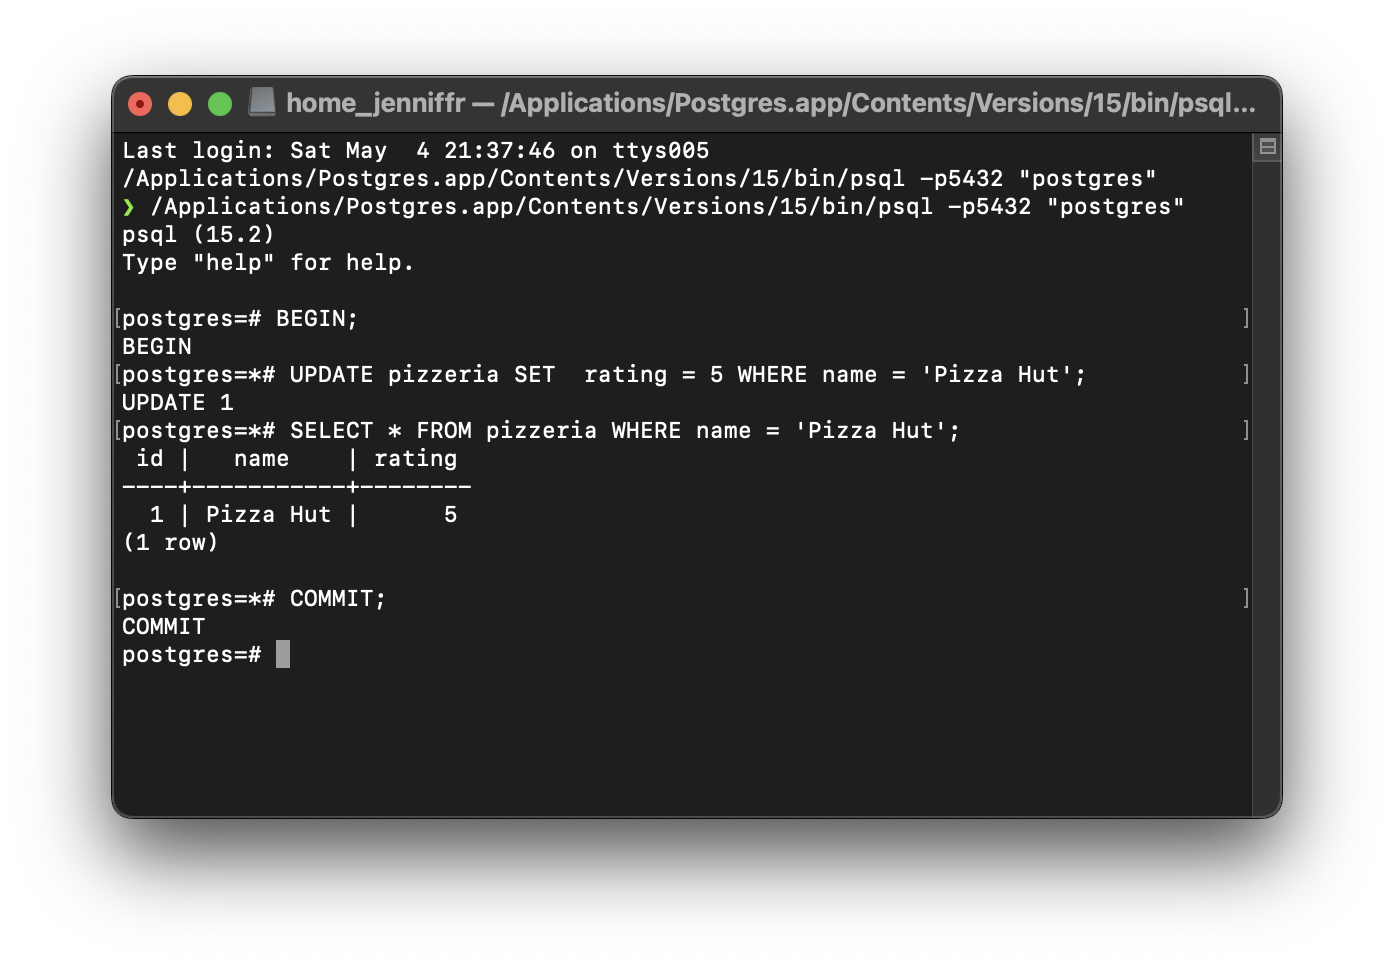 home_jenniffr — /Applications/Postgres.app/Contents/Versions/15/bin/psql...
Last login: Sat May  4 21:37:46 on ttys005
/Applications/Postgres.app/Contents/Versions/15/bin/psql -p5432 "postgres"
❯ /Applications/Postgres.app/Contents/Versions/15/bin/psql -p5432 "postgres"
psql (15.2)
Type "help" for help.

[postgres=# BEGIN; ]
BEGIN
[postgres=*# UPDATE pizzeria SET  rating = 5 WHERE name = 'Pizza Hut'; ]
UPDATE 1
[postgres=*# SELECT * FROM pizzeria WHERE name = 'Pizza Hut'; ]
 id |   name    | rating
----+-----------+--------
  1 | Pizza Hut |      5
(1 row)

[postgres=*# COMMIT; ]
COMMIT
postgres=#